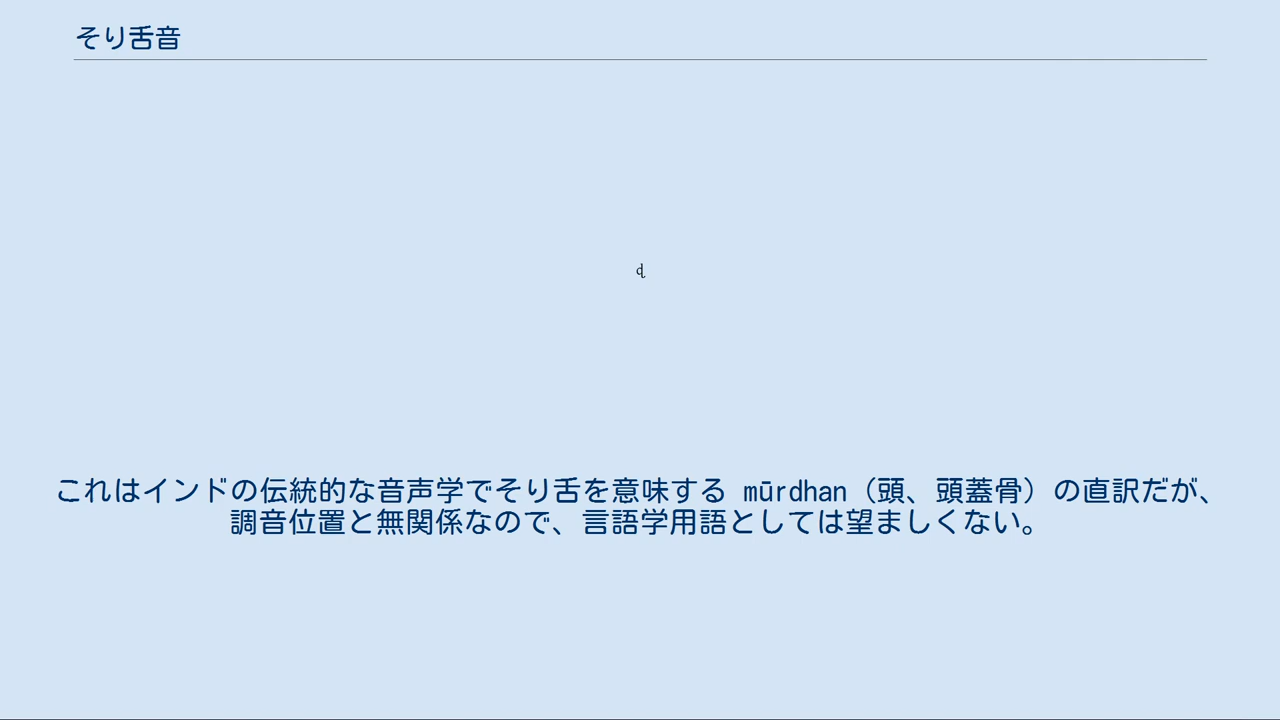 そり舌音
ɖ
これはインドの伝統的な音声学でそり舌を意味する mūrdhan（頭、頭蓋骨）の直訳だが、
調音位置と無関係なので、言語学用語としては望ましくない。